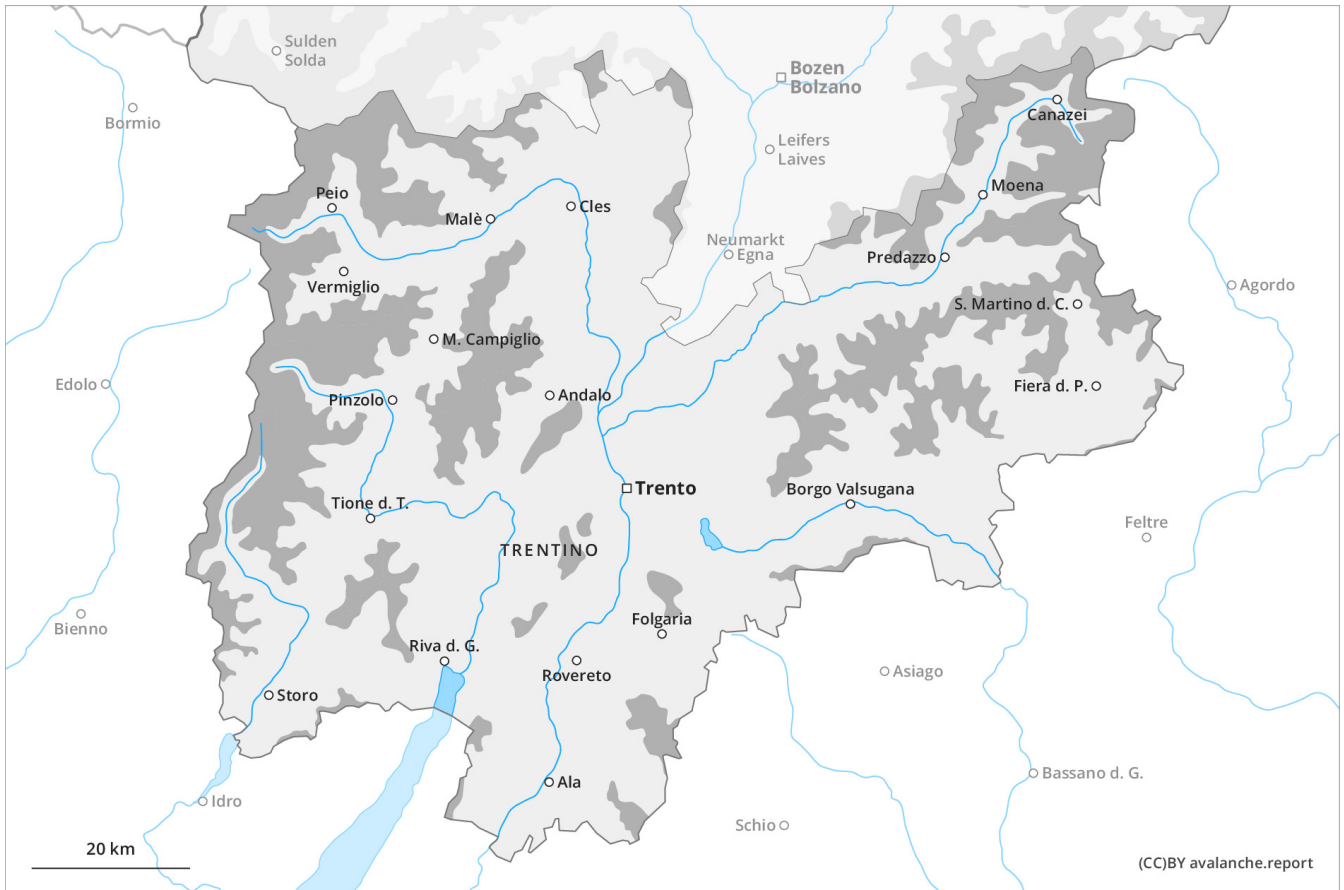 Sulden
Solda
Bozen
Bolzano
Bormio
Canazei
Leifers
Laives
Peio
Moena
Malè
Cles
Neumarkt
Egna
Predazzo
Vermiglio
Agordo
S. Martino d. C.
M. Campiglio
Edolo
Fiera d. P.
Pinzolo
Andalo
Trento
Borgo Valsugana
Tione d. T.
Feltre
TRENTINO
Bienno
Folgaria
Riva d. G.
Rovereto
Asiago
Storo
Bassano d. G.
Ala
Idro
Schio
20 km
(CC)BY avalanche.report